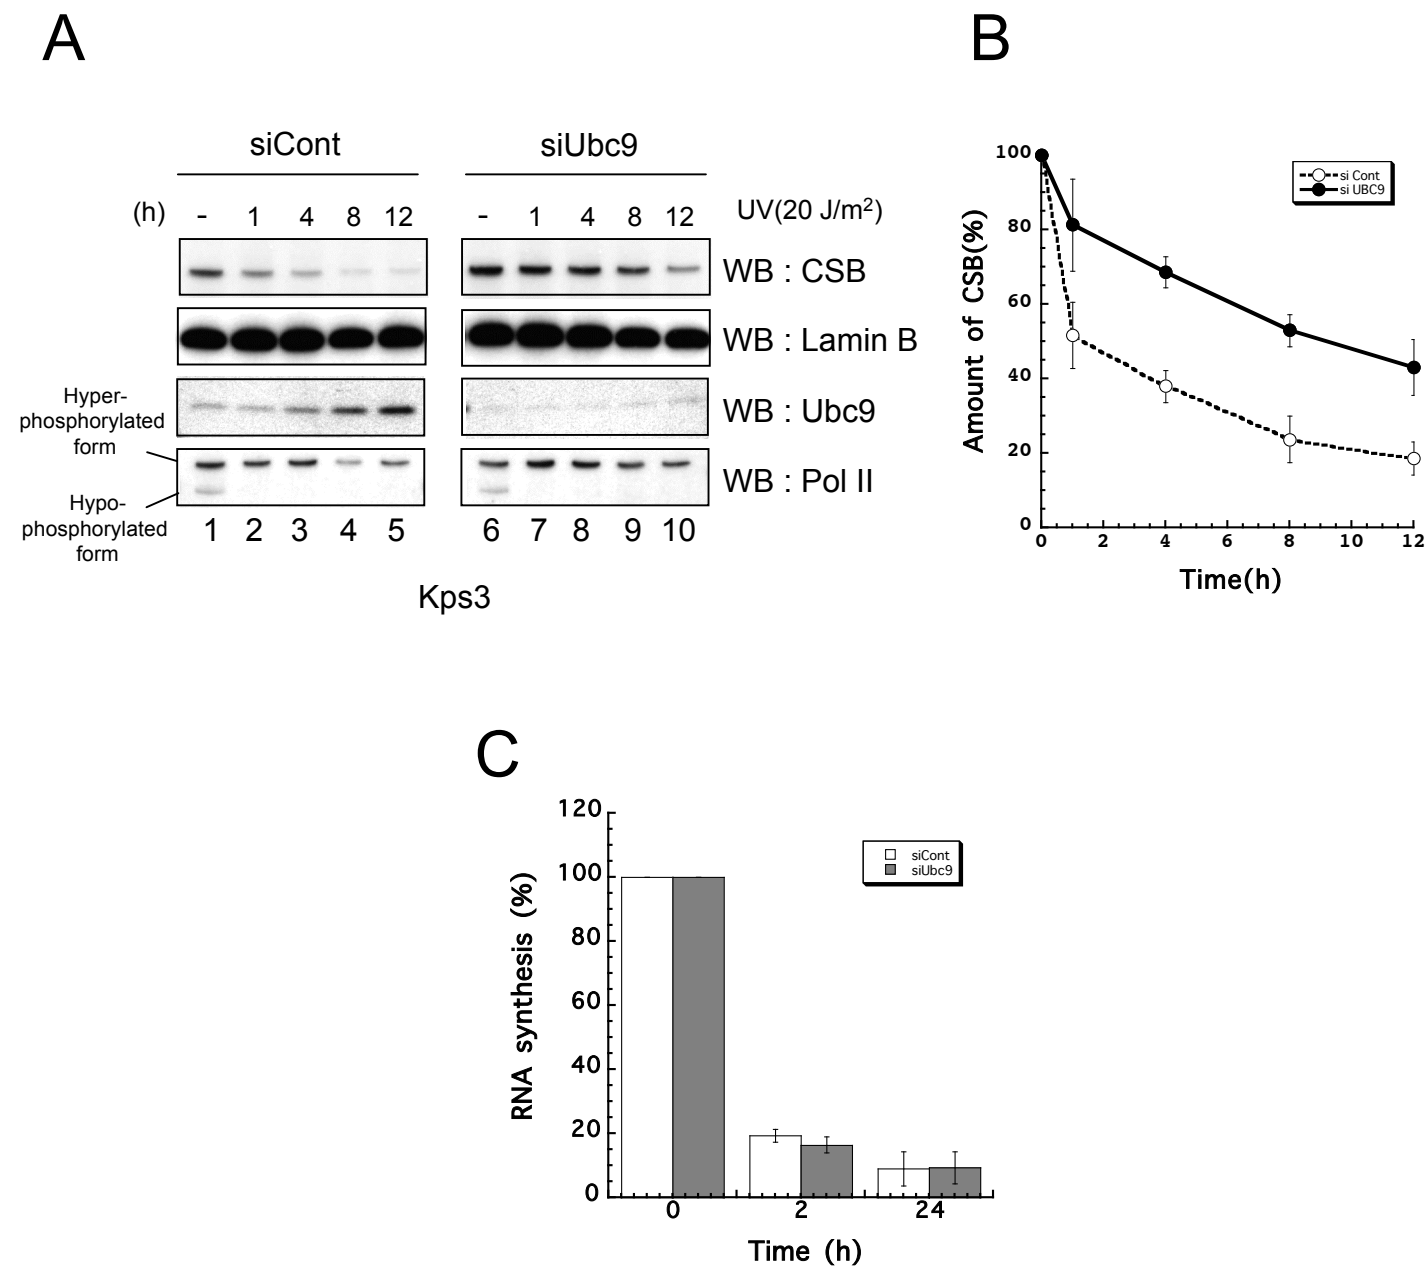 A
siCont
siUbc9
(h)
- 1 4 8 12
- 1 4 8 12
UV(20 J/m²)
WB : CSB
WB : Lamin B
WB : Ubc9
WB : Pol II
Hyper-
phosphorylated
form
Hypo-
phosphorylated
form
1 2 3 4 5
6 7 8 9 10
Kps3
B
Amount of CSB(%)
100
80
60
40
20
0
0 2 4 6 8 10 12
Time(h)
si Cont
si UBC9
C
RNA synthesis (%)
120
100
80
60
40
20
0
0 2 24
Time (h)
siCont
siUbc9